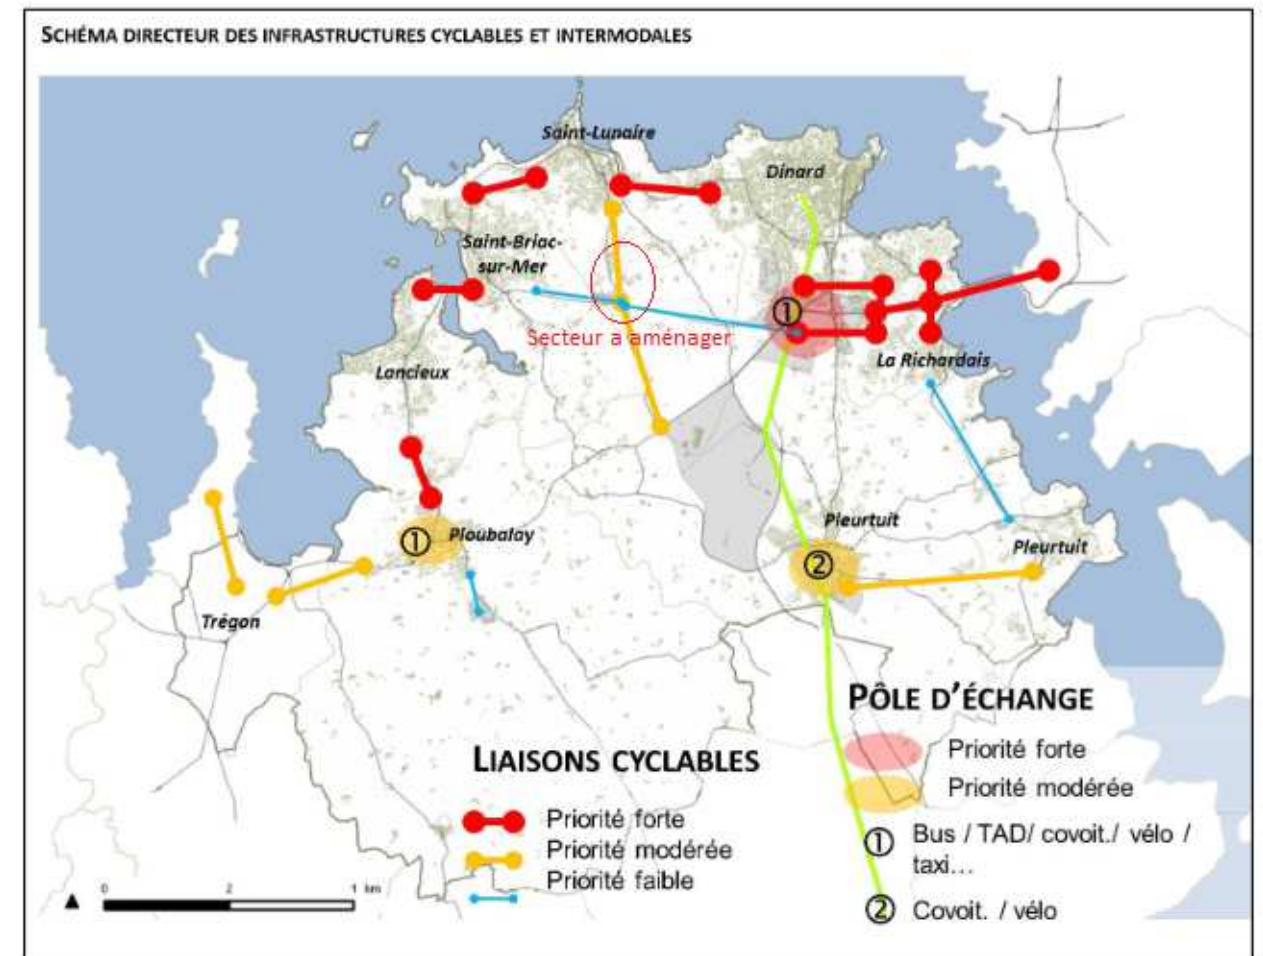 SCHÉMA DIRECTEUR DES INFRASTRUCTURES CYCLABLES ET INTERMODALES
Saint-Lunaire
Dinard
Saint-Briac-
sur-Mer
1
Secteur a aménager
La Richardais
Lancieux
Pleurtuit
1
Ploubalay
Pleurtuit
2
Trégon
PÔLE D'ÉCHANGE
Priorité forte
Priorité modérée
1 Bus / TAD/ covoit./ vélo /
taxi...
2 Covoit. / vélo
LIAISONS CYCLABLES
Priorité forte
Priorité modérée
Priorité faible
0 2 km